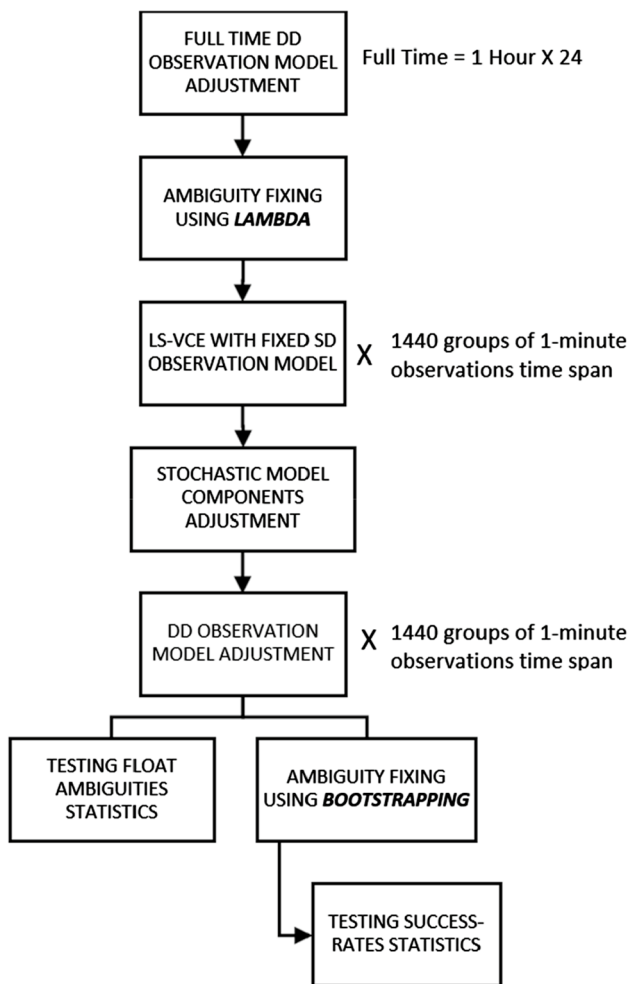 FULL TIME DD
OBSERVATION MODEL
ADJUSTMENT
Full Time = 1 Hour X 24
AMBIGUITY FIXING
USING LAMBDA
LS-VCE WITH FIXED SD
OBSERVATION MODEL
X
1440 groups of 1-minute
observations time span
STOCHASTIC MODEL
COMPONENTS
ADJUSTMENT
DD OBSERVATION
MODEL ADJUSTMENT
X
1440 groups of 1-minute
observations time span
TESTING FLOAT
AMBIGUITIES
STATISTICS
AMBIGUITY FIXING
USING BOOTSTRAPPING
TESTING SUCCESS-
RATES STATISTICS